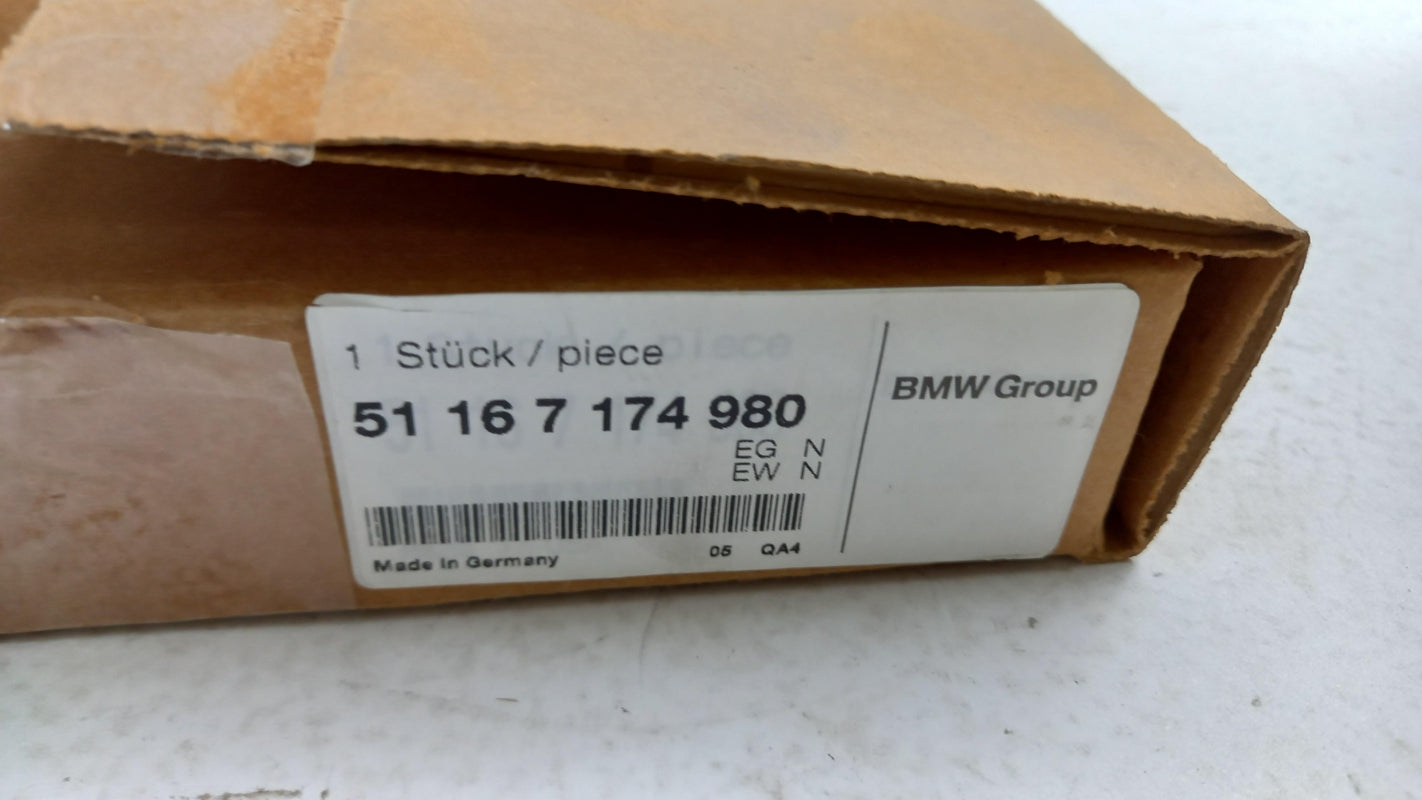 1 Stück / piece
51 16 7 174 980
EG N
EW N
Made in Germany 05 QA4
BMW Group